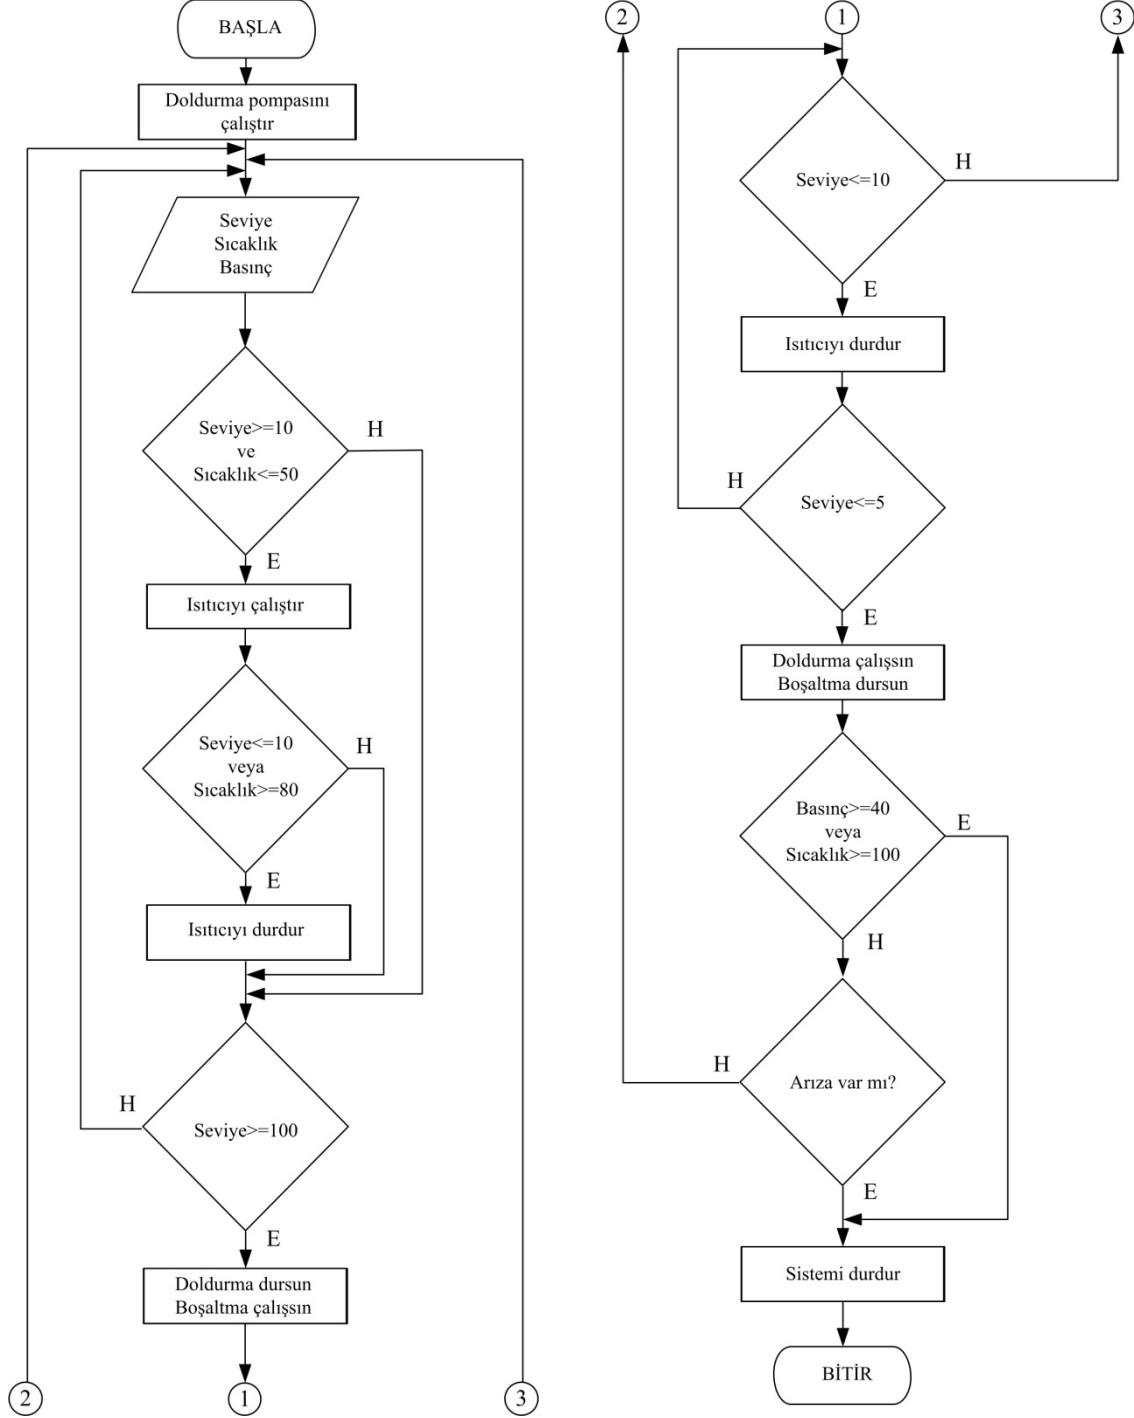 BAŞLA
Doldurma pompasını
çalıştır
Seviye
Sıcaklık
Basınç
Seviye>=10
ve
Sıcaklık<=50
H
E
Isıtıcıyı çalıştır
Seviye<=10
veya
Sıcaklık>=80
H
E
Isıtıcıyı durdur
Seviye>=100
H
E
Doldurma dursun
Boşaltma çalışsın
2
1
3
2
1
3
Seviye<=10
H
E
Isıtıcıyı durdur
Seviye<=5
H
E
Doldurma çalışsın
Boşaltma dursun
Basınç>=40
veya
Sıcaklık>=100
E
H
Arıza var mı?
H
E
Sistemi durdur
BİTİR